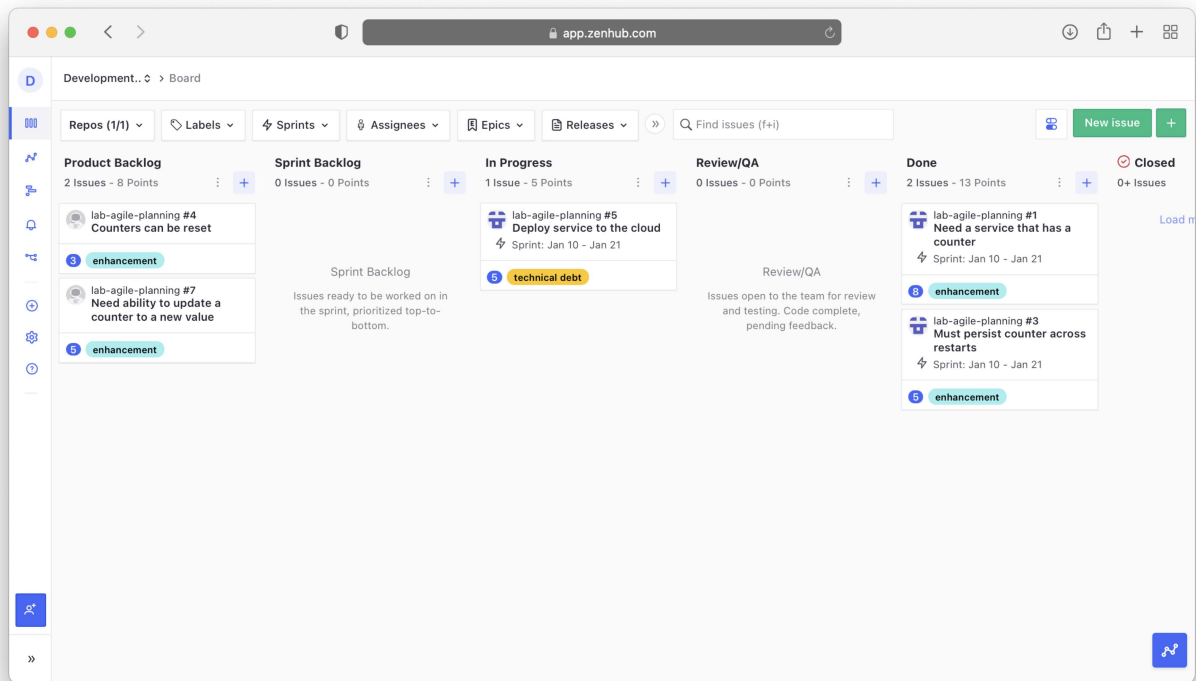 app.zenhub.com
D
Development.. > Board
Repos (1/1)
Labels
Sprints
Assignees
Epics
Releases
Find issues (f+i)
New issue
Product Backlog
2 Issues - 8 Points
lab-agile-planning #4
Counters can be reset
3 enhancement
lab-agile-planning #7
Need ability to update a
counter to a new value
5 enhancement
Sprint Backlog
0 Issues - 0 Points
Sprint Backlog
Issues ready to be worked on in
the sprint, prioritized top-to-
bottom.
In Progress
1 Issue - 5 Points
lab-agile-planning #5
Deploy service to the cloud
Sprint: Jan 10 - Jan 21
5 technical debt
Review/QA
0 Issues - 0 Points
Review/QA
Issues open to the team for review
and testing. Code complete,
pending feedback.
Done
2 Issues - 13 Points
lab-agile-planning #1
Need a service that has a
counter
Sprint: Jan 10 - Jan 21
8 enhancement
lab-agile-planning #3
Must persist counter across
restarts
Sprint: Jan 10 - Jan 21
5 enhancement
Closed
0+ Issues
Load m